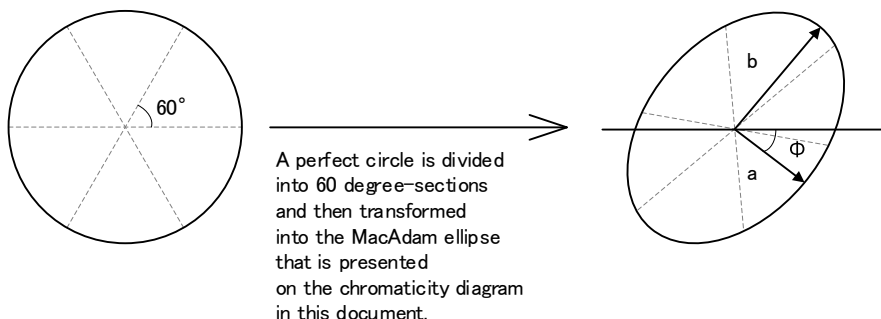 60°
A perfect circle is divided
into 60 degree-sections
and then transformed
into the MacAdam ellipse
that is presented
on the chromaticity diagram
in this document.
b
Φ
a